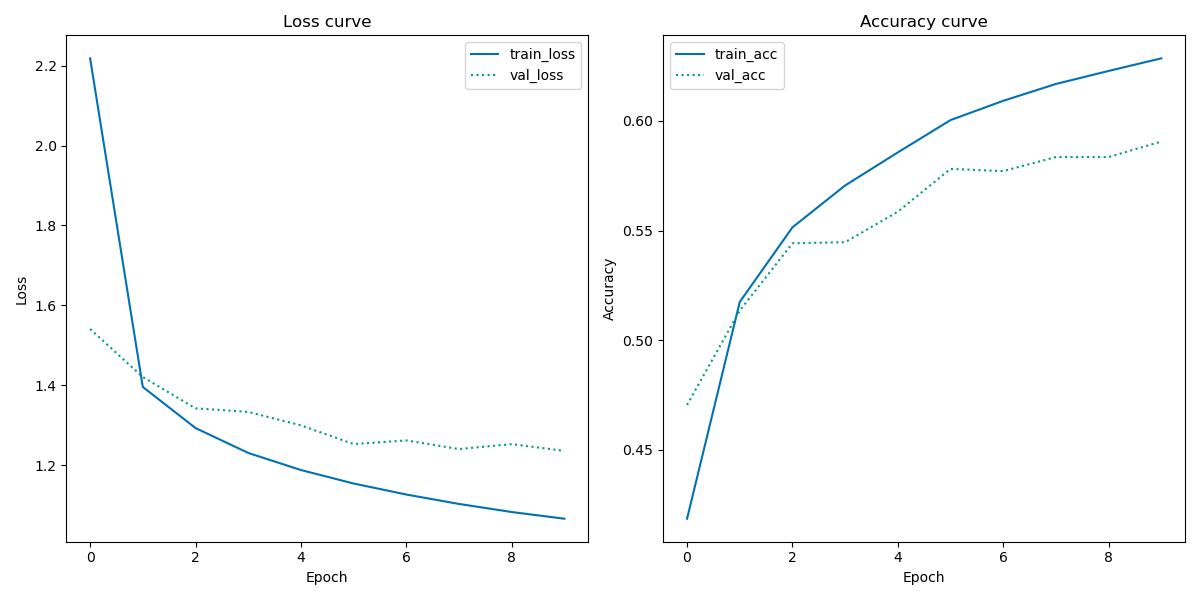 Loss curve
train_loss
val_loss
2.2
2.0
1.8
1.6
1.4
1.2
Loss
0 2 4 6 8
Epoch
Accuracy curve
train_acc
val_acc
0.60
0.55
0.50
0.45
Accuracy
0 2 4 6 8
Epoch